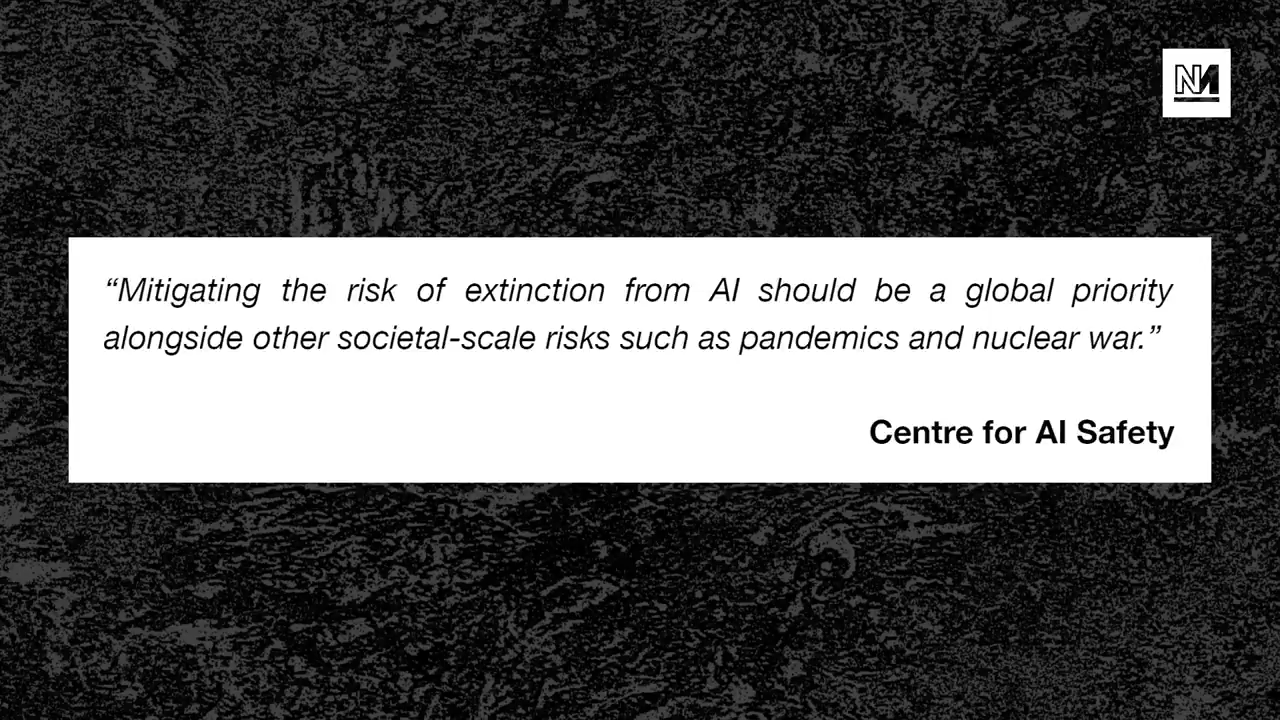 NM
“Mitigating the risk of extinction from AI should be a global priority
alongside other societal-scale risks such as pandemics and nuclear war.”
Centre for AI Safety